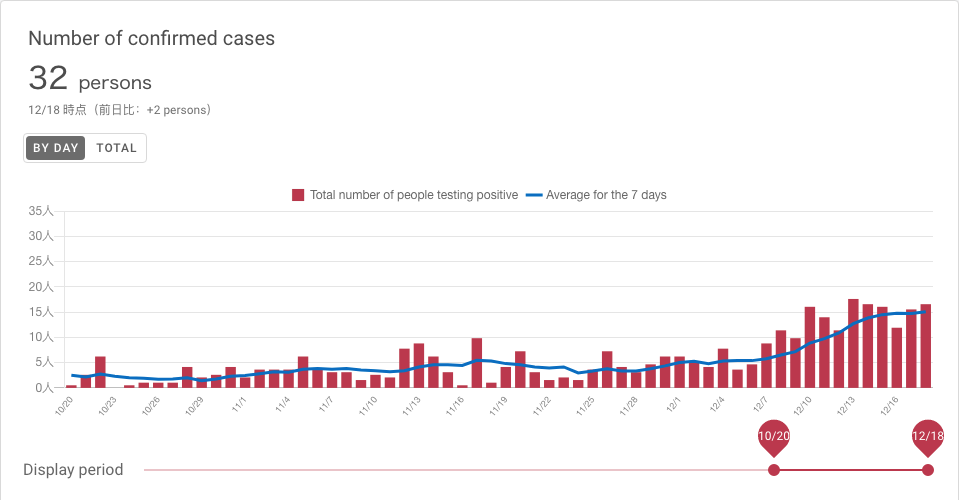 Number of confirmed cases
32 persons
12/18 時点（前日比：+2 persons）
BY DAY TOTAL
Total number of people testing positive Average for the 7 days
35人
30人
25人
20人
15人
10人
5人
0人
10/20 10/23 10/26 10/29 11/1 11/4 11/7 11/10 11/13 11/16 11/19 11/22 11/25 11/28 12/1 12/4 12/7 12/10 12/13 12/16
10/20 12/18
Display period